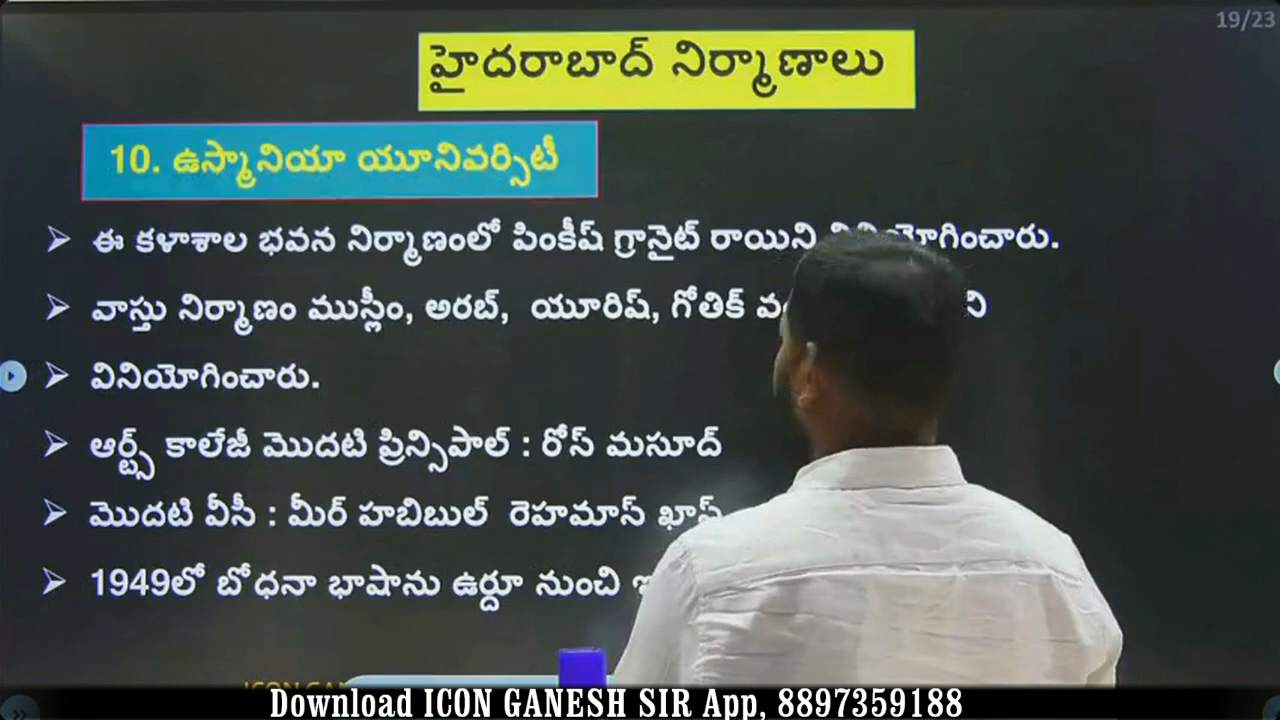 19/23
హైదరాబాద్ నిర్మాణాలు
10. ఉస్మానియా యూనివర్సిటీ
ఈ కళాశాల భవన నిర్మాణంలో పింకీష్ గ్రానైట్ రాయిని
వాస్తు నిర్మాణం ముస్లీం, అరబ్, యూరిష్, గోతిక్
వినియోగించారు.
ఆర్ట్స్ కాలేజీ మొదటి ప్రిన్సిపాల్ : రోస్ మసూద్
మొదటి వీసీ : మీర్ హబిబుల్ రెహమాస్ ఖాన్
1949లో బోధనా భాషాను ఉర్దూ నుంచి
Download ICON GANESH SIR App, 8897359188